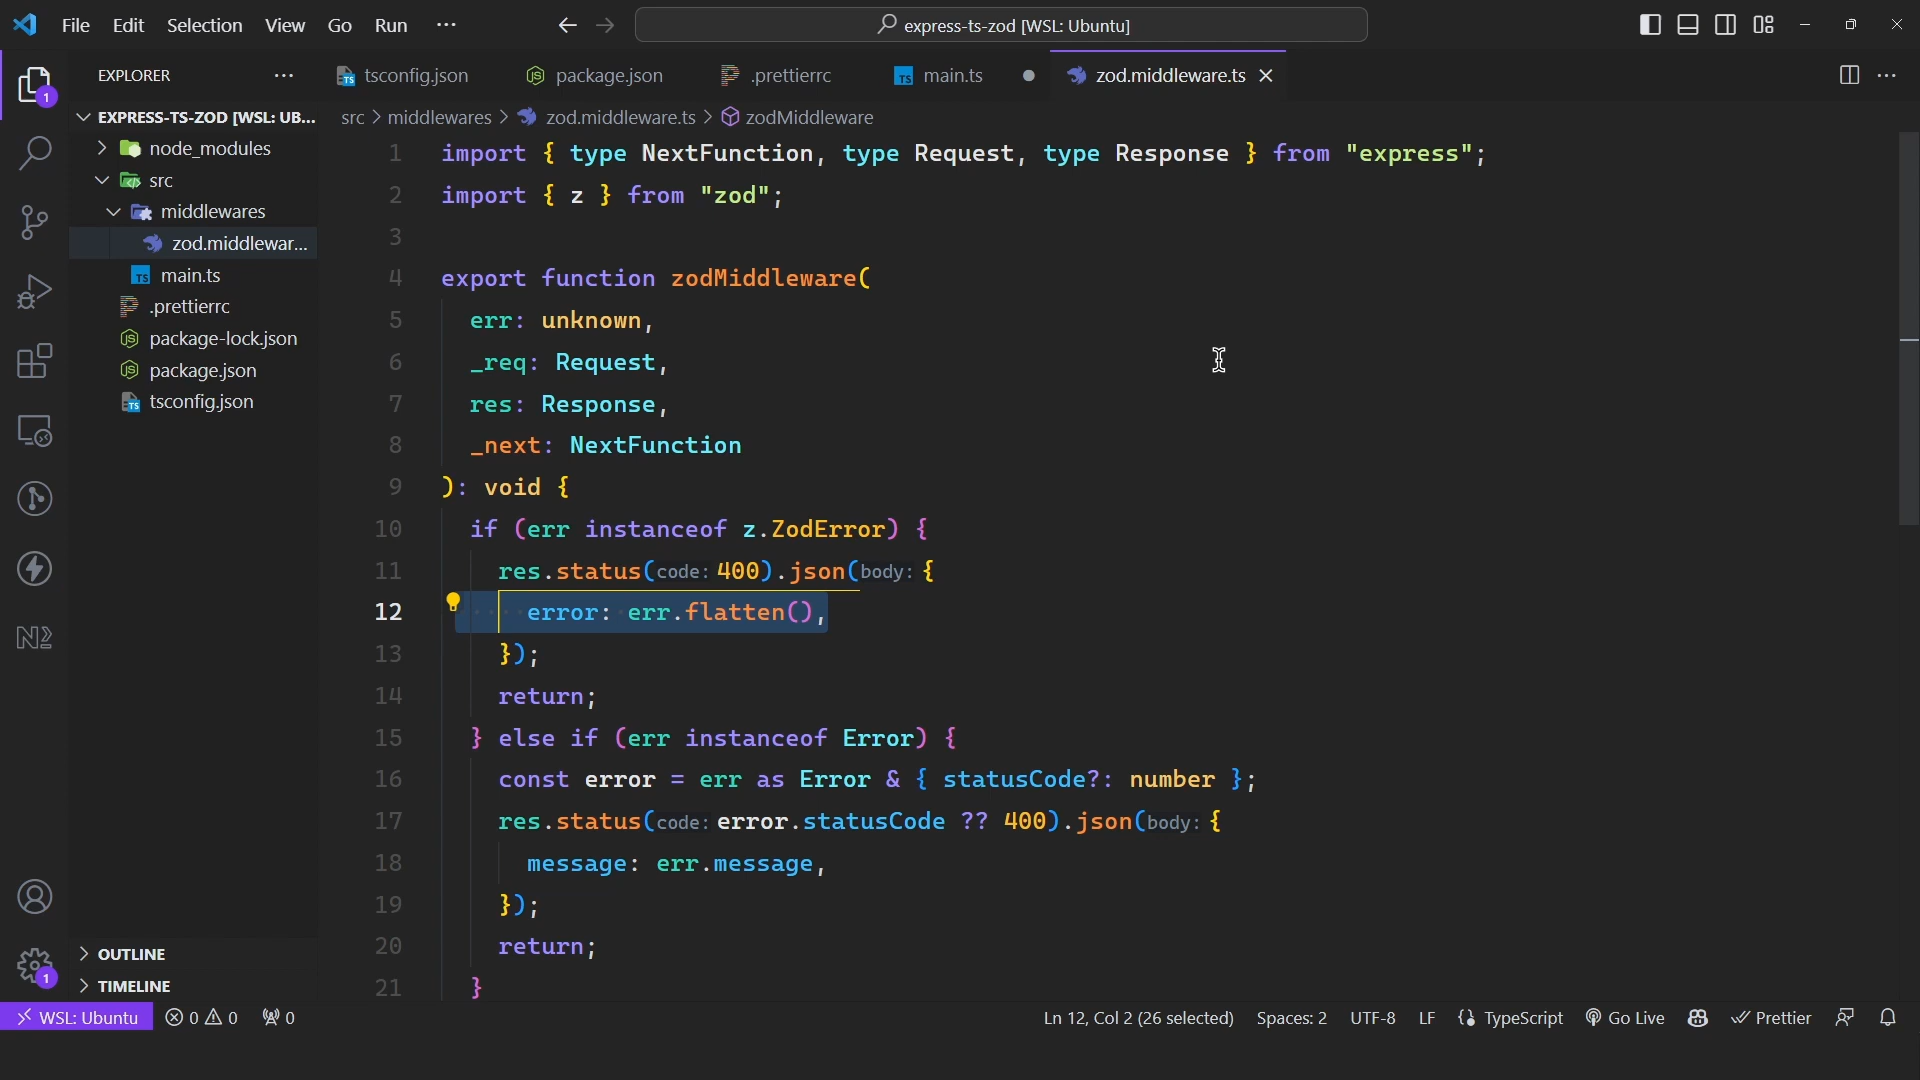 File Edit Selection View Go Run ···
express-ts-zod [WSL: Ubuntu]
EXPLORER
tsconfig.json
package.json
.prettierrc
TS main.ts
zod.middleware.ts
1
EXPRESS-TS-ZOD [WSL: UB...
node_modules
src
middlewares
zod.middlewar...
TS main.ts
.prettierrc
package-lock.json
package.json
tsconfig.json
src > middlewares > zod.middleware.ts > zodMiddleware
1 import { type NextFunction, type Request, type Response } from "express";
2 import { z } from "zod";
3
4 export function zodMiddleware(
5 err: unknown,
6 _req: Request,
7 res: Response,
8 _next: NextFunction
9 ): void {
10 if (err instanceof z.ZodError) {
11 res.status(code: 400).json(body: {
12 error: err.flatten(),
13 });
14 return;
15 } else if (err instanceof Error) {
16 const error = err as Error & { statusCode?: number };
17 res.status(code: error.statusCode ?? 400).json(body: {
18 message: err.message,
19 });
20 return;
21 }
OUTLINE
TIMELINE
1
WSL: Ubuntu 0 0 0
Ln 12, Col 2 (26 selected) Spaces: 2 UTF-8 LF {} TypeScript Go Live Prettier